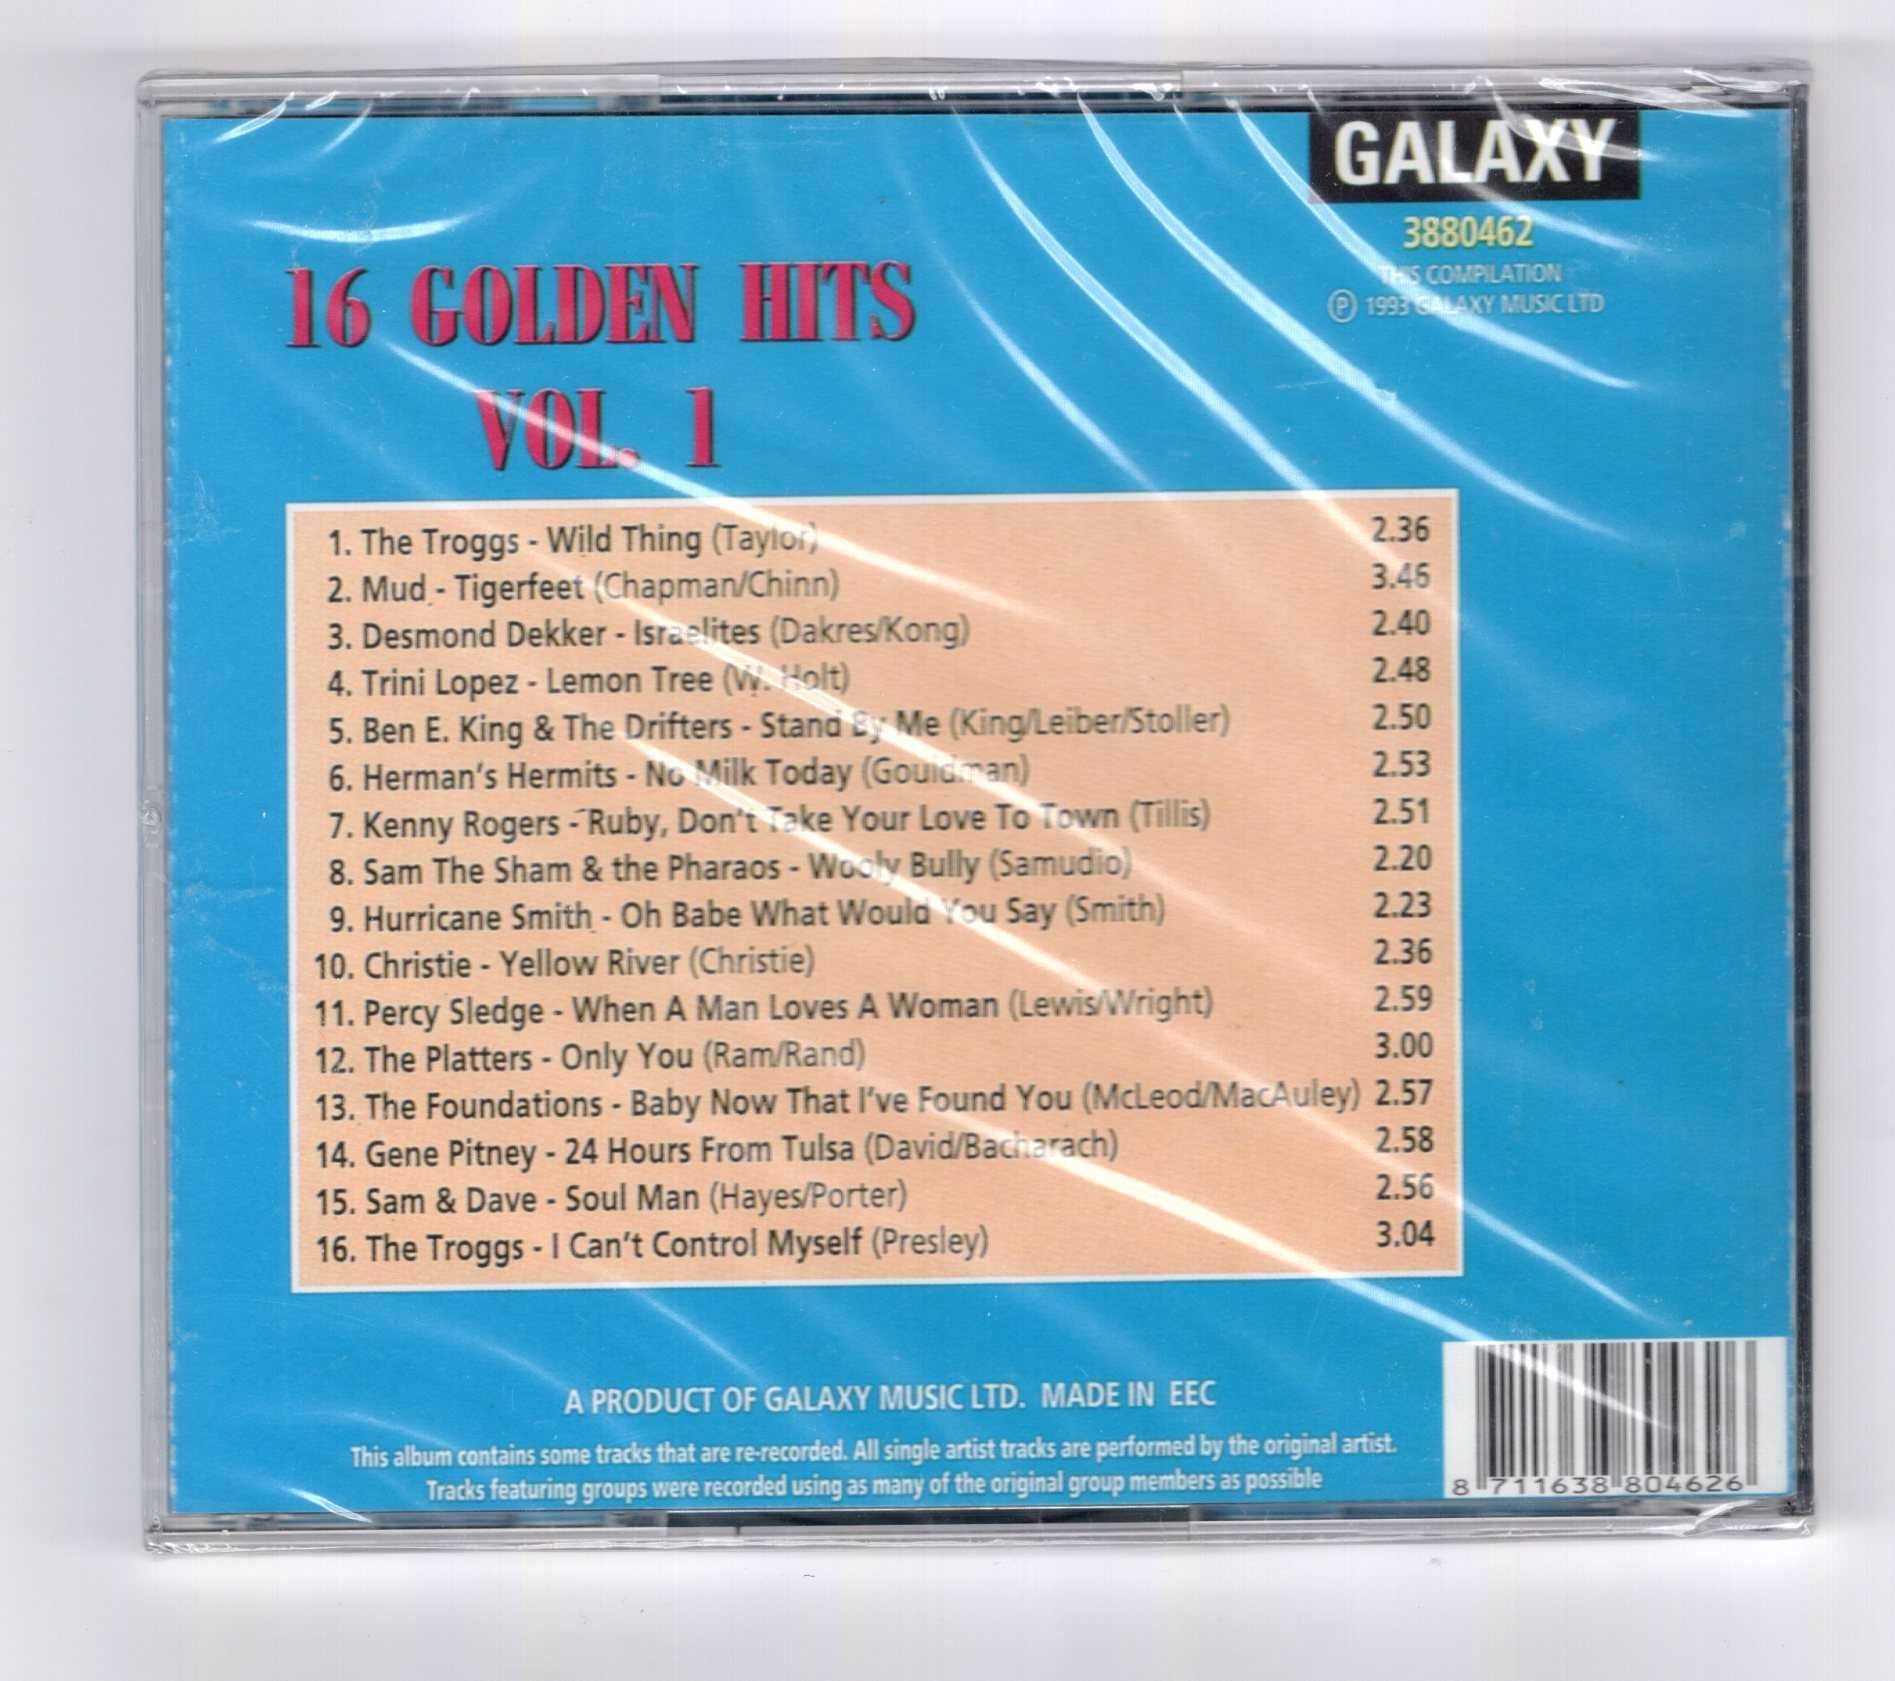 GALAXY
3880462
THIS COMPILATION
Ⓟ 1993 GALAXY MUSIC LTD
16 GOLDEN HITS
VOL. 1
1. The Troggs - Wild Thing (Taylor) 2.36
2. Mud - Tigerfeet (Chapman/Chinn) 3.46
3. Desmond Dekker - Israelites (Dakres/Kong) 2.40
4. Trini Lopez - Lemon Tree (W. Holt) 2.48
5. Ben E. King & The Drifters - Stand By Me (King/Leiber/Stoller) 2.50
6. Herman's Hermits - No Milk Today (Gouldman) 2.53
7. Kenny Rogers - Ruby, Don't Take Your Love To Town (Tillis) 2.51
8. Sam The Sham & the Pharaos - Wooly Bully (Samudio) 2.20
9. Hurricane Smith - Oh Babe What Would You Say (Smith) 2.23
10. Christie - Yellow River (Christie) 2.36
11. Percy Sledge - When A Man Loves A Woman (Lewis/Wright) 2.59
12. The Platters - Only You (Ram/Rand) 3.00
13. The Foundations - Baby Now That I've Found You (McLeod/MacAuley) 2.57
14. Gene Pitney - 24 Hours From Tulsa (David/Bacharach) 2.58
15. Sam & Dave - Soul Man (Hayes/Porter) 2.56
16. The Troggs - I Can't Control Myself (Presley) 3.04
A PRODUCT OF GALAXY MUSIC LTD. MADE IN EEC
This album contains some tracks that are re-recorded. All single artist tracks are performed by the original artist.
Tracks featuring groups were recorded using as many of the original group members as possible
8 711638 804626